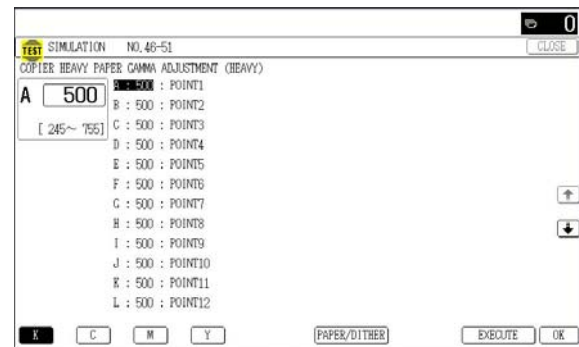 0
TEST SIMULATION NO.46-51 CLOSE
COPIER HEAVY PAPER GAMMA ADJUSTMENT (HEAVY)
A 500
[ 245~ 755]
A : 500 : POINT1
B : 500 : POINT2
C : 500 : POINT3
D : 500 : POINT4
E : 500 : POINT5
F : 500 : POINT6
G : 500 : POINT7
H : 500 : POINT8
I : 500 : POINT9
J : 500 : POINT10
K : 500 : POINT11
L : 500 : POINT12
K C M Y PAPER/DITHER EXECUTE OK